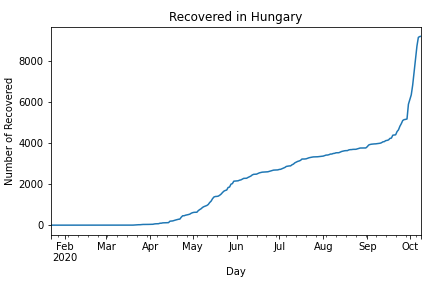 Recovered in Hungary
Number of Recovered
8000
6000
4000
2000
0
Feb Mar Apr May Jun Jul Aug Sep Oct
2020
Day